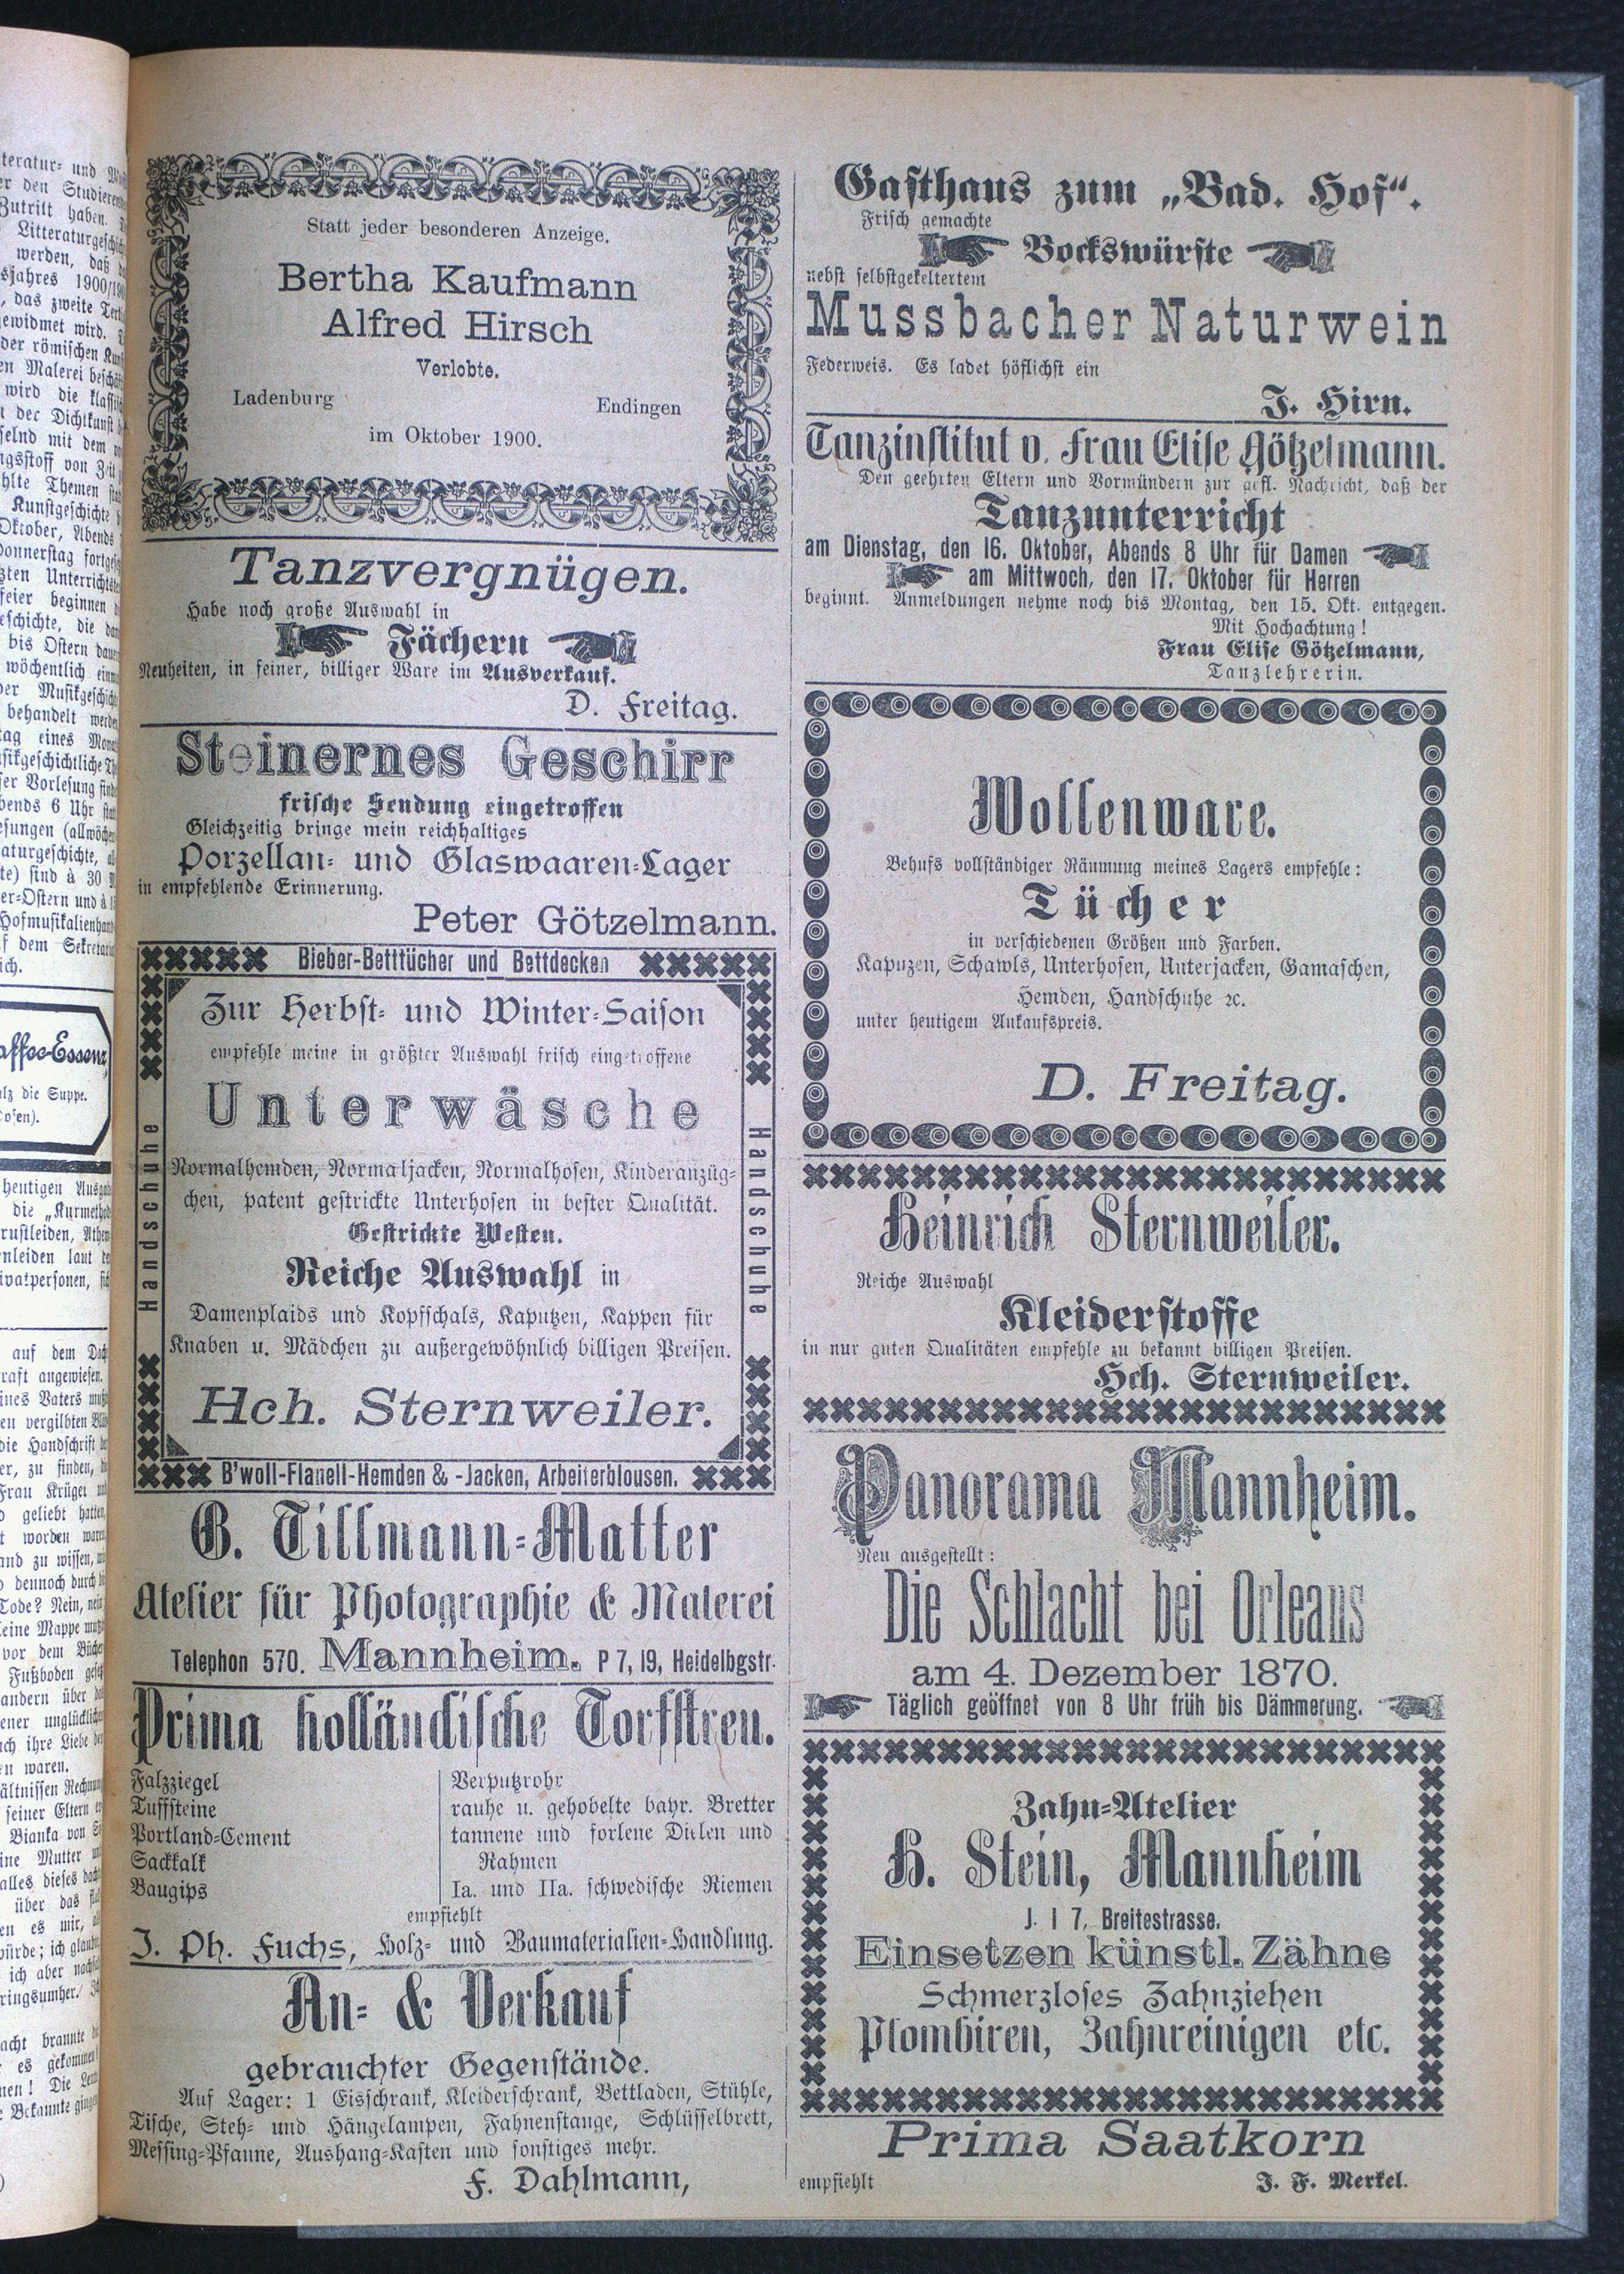 Statt jeder besonderen Anzeige.
Bertha Kaufmann
Alfred Hirsch
Verlobte.
Ladenburg Endingen
im Oktober 1900.
Tanzvergnügen.
Habe noch große Auswahl in
Fächern
Neuheiten, in feiner, billiger Ware im Ausverkauf.
D. Freitag.
Steinernes Geschirr
frische Sendung eingetroffen
Gleichzeitig bringe mein reichhaltiges
Porzellan- und Glaswaaren-Lager
in empfehlende Erinnerung.
Peter Götzelmann.
Bieber-Betttücher und Bettdecken
Handschuhe
Zur Herbst- und Winter-Saison
empfehle meine in größter Auswahl frisch eingetroffene
Unterwäsche
Normalhemden, Normaljacken, Normalhosen, Kinderanzüg-
chen, patent gestrickte Unterhosen in bester Qualität.
Gestrickte Westen.
Reiche Auswahl in
Damenplaids und Kopfschals, Kaputzen, Kappen für
Knaben u. Mädchen zu außergewöhnlich billigen Preisen.
Hch. Sternweiler.
Handschuhe
B'woll-Flanell-Hemden & -Jacken, Arbeiterblousen.
G. Tillmann-Matter
Atelier für Photographie & Malerei
Telephon 570. Mannheim. P 7, 19, Heidelbgstr.
Prima holländische Torfstreu.
Falzziegel
Tuffsteine
Portland-Cement
Sackkalk
Baugips
Verputzrohr
rauhe u. gehobelte bayr. Bretter
tannene und forlene Dielen und
Rahmen
Ia. und IIa. schwedische Riemen
empfiehlt
J. Ph. Fuchs, Holz- und Baumaterialien-Handlung.
An- & Verkauf
gebrauchter Gegenstände.
Auf Lager: 1 Eisschrank, Kleiderschrank, Bettladen, Stühle,
Tische, Steh- und Hängelampen, Fahnenstange, Schlüsselbrett,
Messing-Pfanne, Aushang-Kasten und sonstiges mehr.
F. Dahlmann,
Gasthaus zum „Bad. Hof“.
Frisch gemachte
Bockswürste
nebst selbstgekeltertem
Mussbacher Naturwein
Federweis. Es ladet höflichst ein
J. Hirn.
Tanzinstitut v. Frau Elise Götzelmann.
Den geehrten Eltern und Vormündern zur gefl. Nachricht, daß der
Tanzunterricht
am Dienstag, den 16. Oktober, Abends 8 Uhr für Damen
am Mittwoch, den 17. Oktober für Herren
beginnt. Anmeldungen nehme noch bis Montag, den 15. Okt. entgegen.
Mit Hochachtung!
Frau Elise Götzelmann,
Tanzlehrerin.
Wollenware.
Behufs vollständiger Räumung meines Lagers empfehle:
Tücher
in verschiedenen Größen und Farben.
Kapuzen, Schawls, Unterhosen, Unterjacken, Gamaschen,
Hemden, Handschuhe ꝛc.
unter heutigem Ankaufspreis.
D. Freitag.
Heinrich Sternweiler.
Reiche Auswahl
Kleiderstoffe
in nur guten Qualitäten empfehle zu bekannt billigen Preisen.
Hch. Sternweiler.
Panorama Mannheim.
Neu ausgestellt:
Die Schlacht bei Orleans
am 4. Dezember 1870.
Täglich geöffnet von 8 Uhr früh bis Dämmerung.
Zahn-Atelier
H. Stein, Mannheim
J. 1 7, Breitestrasse.
Einsetzen künstl. Zähne
Schmerzloses Zahnziehen
Plombiren, Zahnreinigen etc.
Prima Saatkorn
empfiehlt J. F. Merkel.